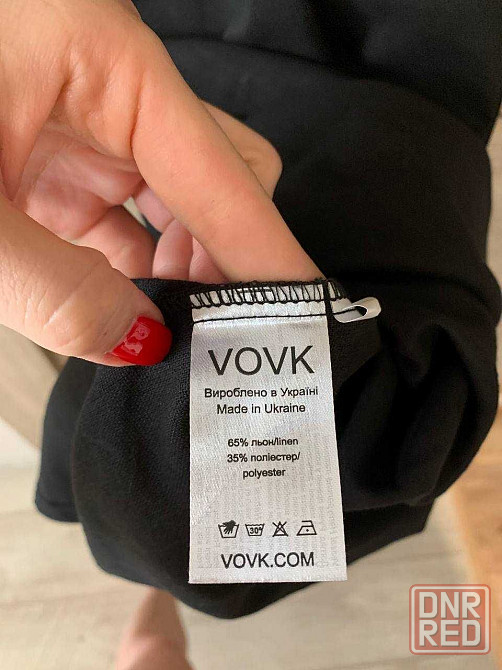 VOVK
Вироблено в Україні
Made in Ukraine
65% льон/linen
35% поліестер/
polyester
30°
VOVK.COM
DNR
RED